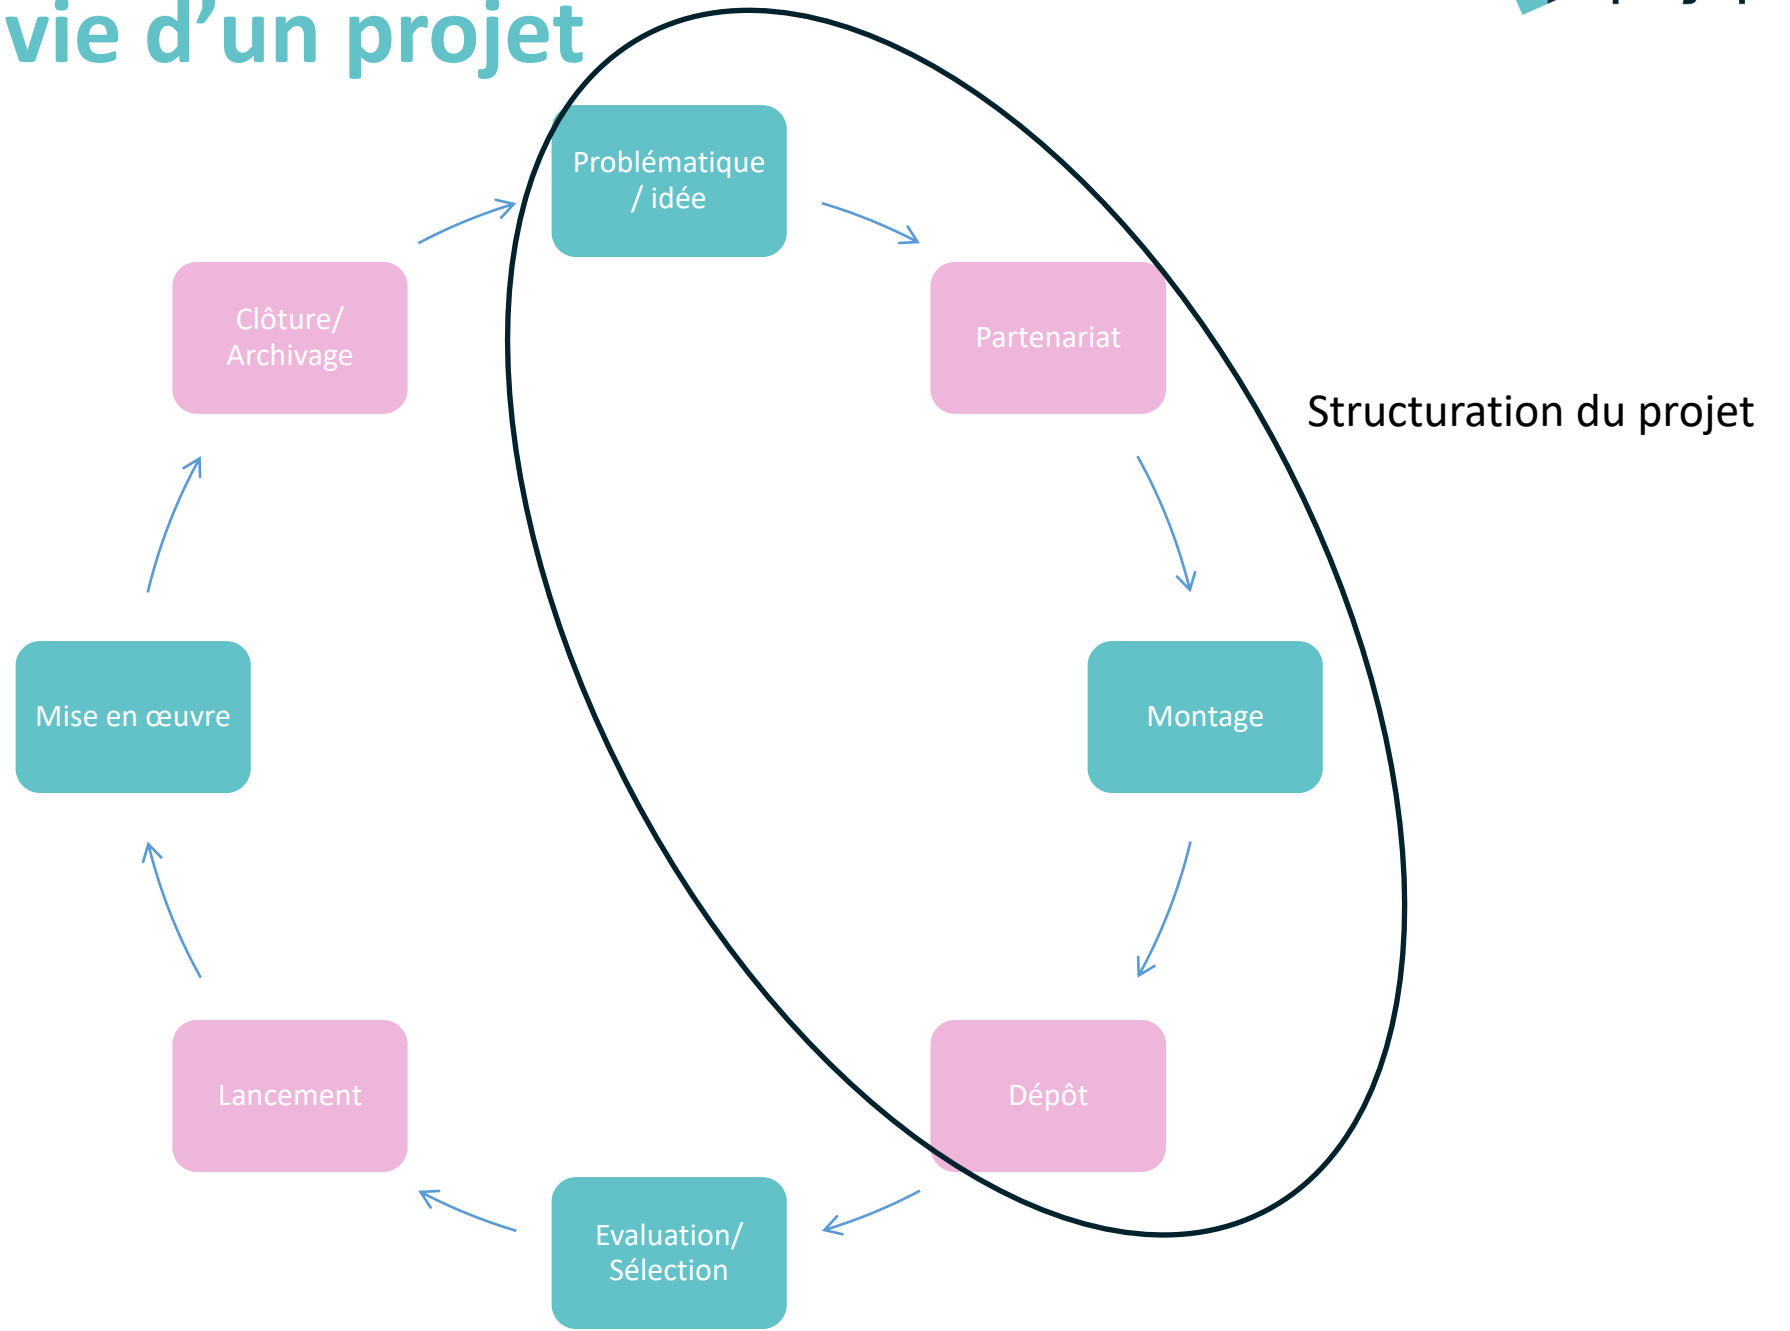 vie d’un projet
Problématique
/ idée
Clôture/
Archivage
Partenariat
Structuration du projet
Mise en œuvre
Montage
Lancement
Dépôt
Evaluation/
Sélection